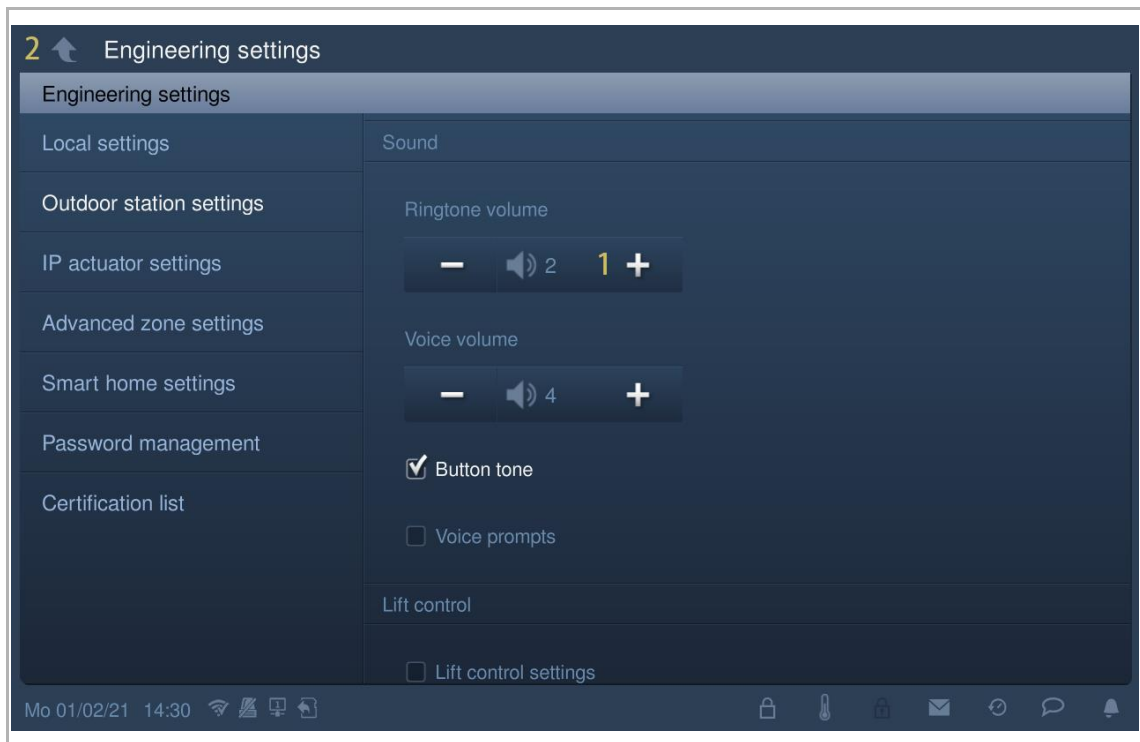 2 Engineering settings
Engineering settings
Local settings
Outdoor station settings
IP actuator settings
Advanced zone settings
Smart home settings
Password management
Certification list
Sound
Ringtone volume
2 1
Voice volume
4
Button tone
Voice prompts
Lift control
Lift control settings
Mo 01/02/21 14:30